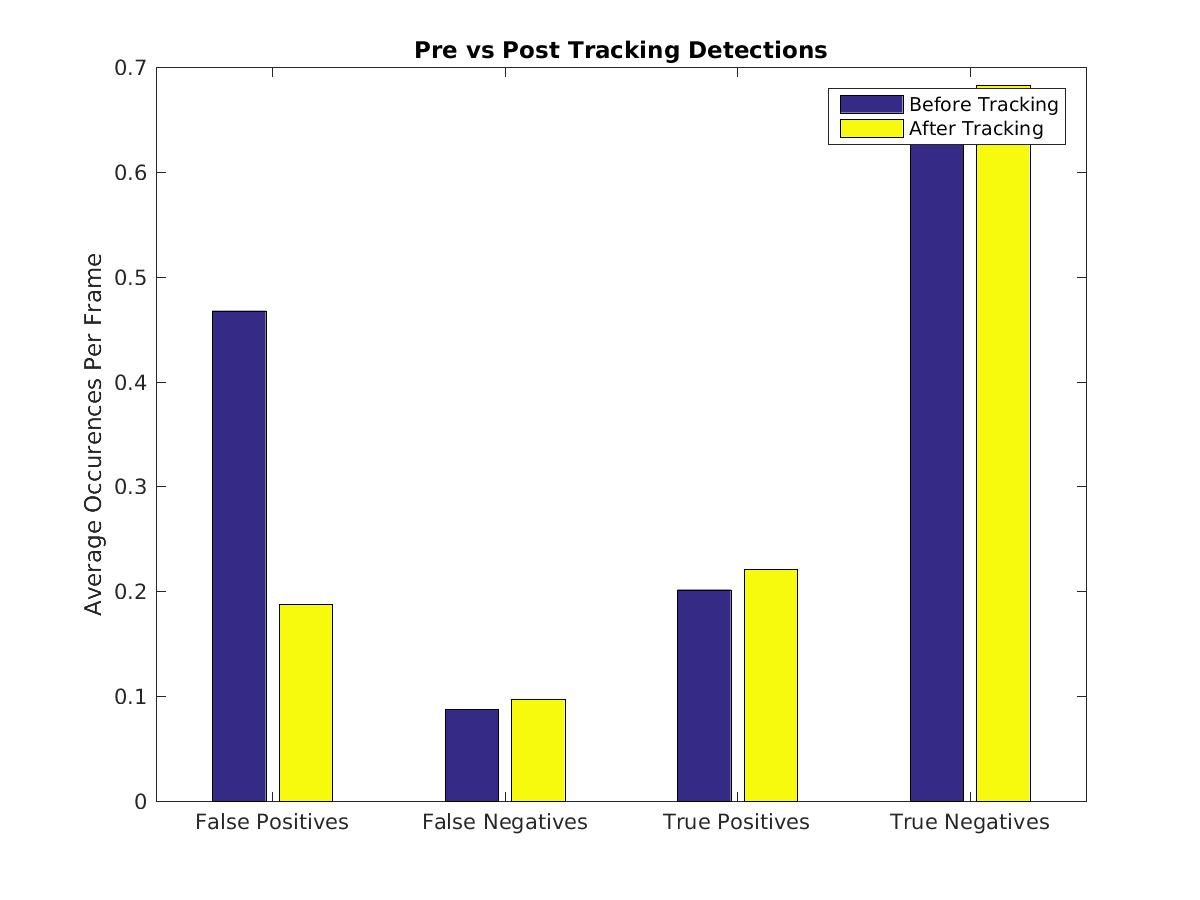 Pre vs Post Tracking Detections
Before Tracking
After Tracking
Average Occurences Per Frame
0.7
0.6
0.5
0.4
0.3
0.2
0.1
0
False Positives False Negatives True Positives True Negatives